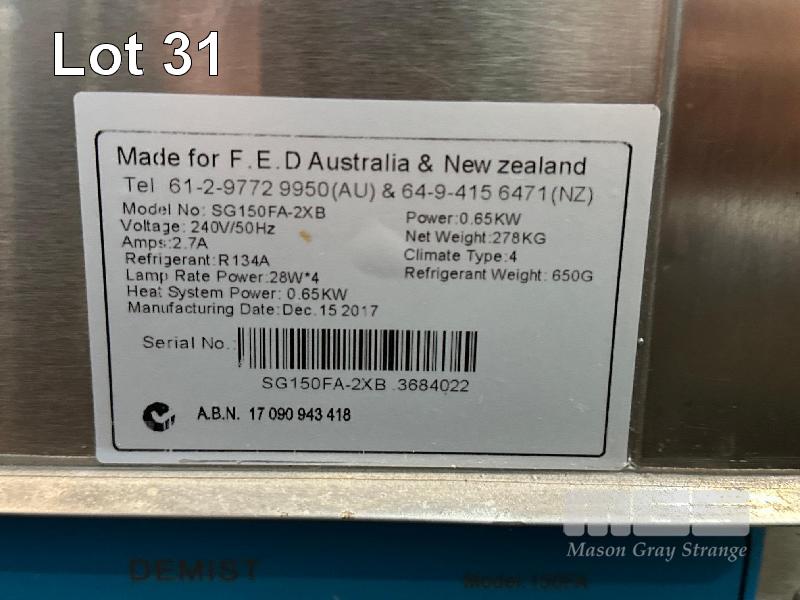 Lot 31
Made for F.E.D Australia & New zealand
Tel 61-2-9772 9950(AU) & 64-9-415 6471(NZ)
Model No: SG150FA-2XB
Voltage: 240V/50Hz
Amps:2.7A
Refrigerant:R134A
Lamp Rate Power:28W*4
Heat System Power: 0.65KW
Manufacturing Date:Dec.15 2017
Power:0.65KW
Net Weight:278KG
Climate Type:4
Refrigerant Weight: 650G
Serial No.:
SG150FA-2XB 3684022
A.B.N. 17 090 943 418
Mason Gray Strange
DEMIST
Model:150FA